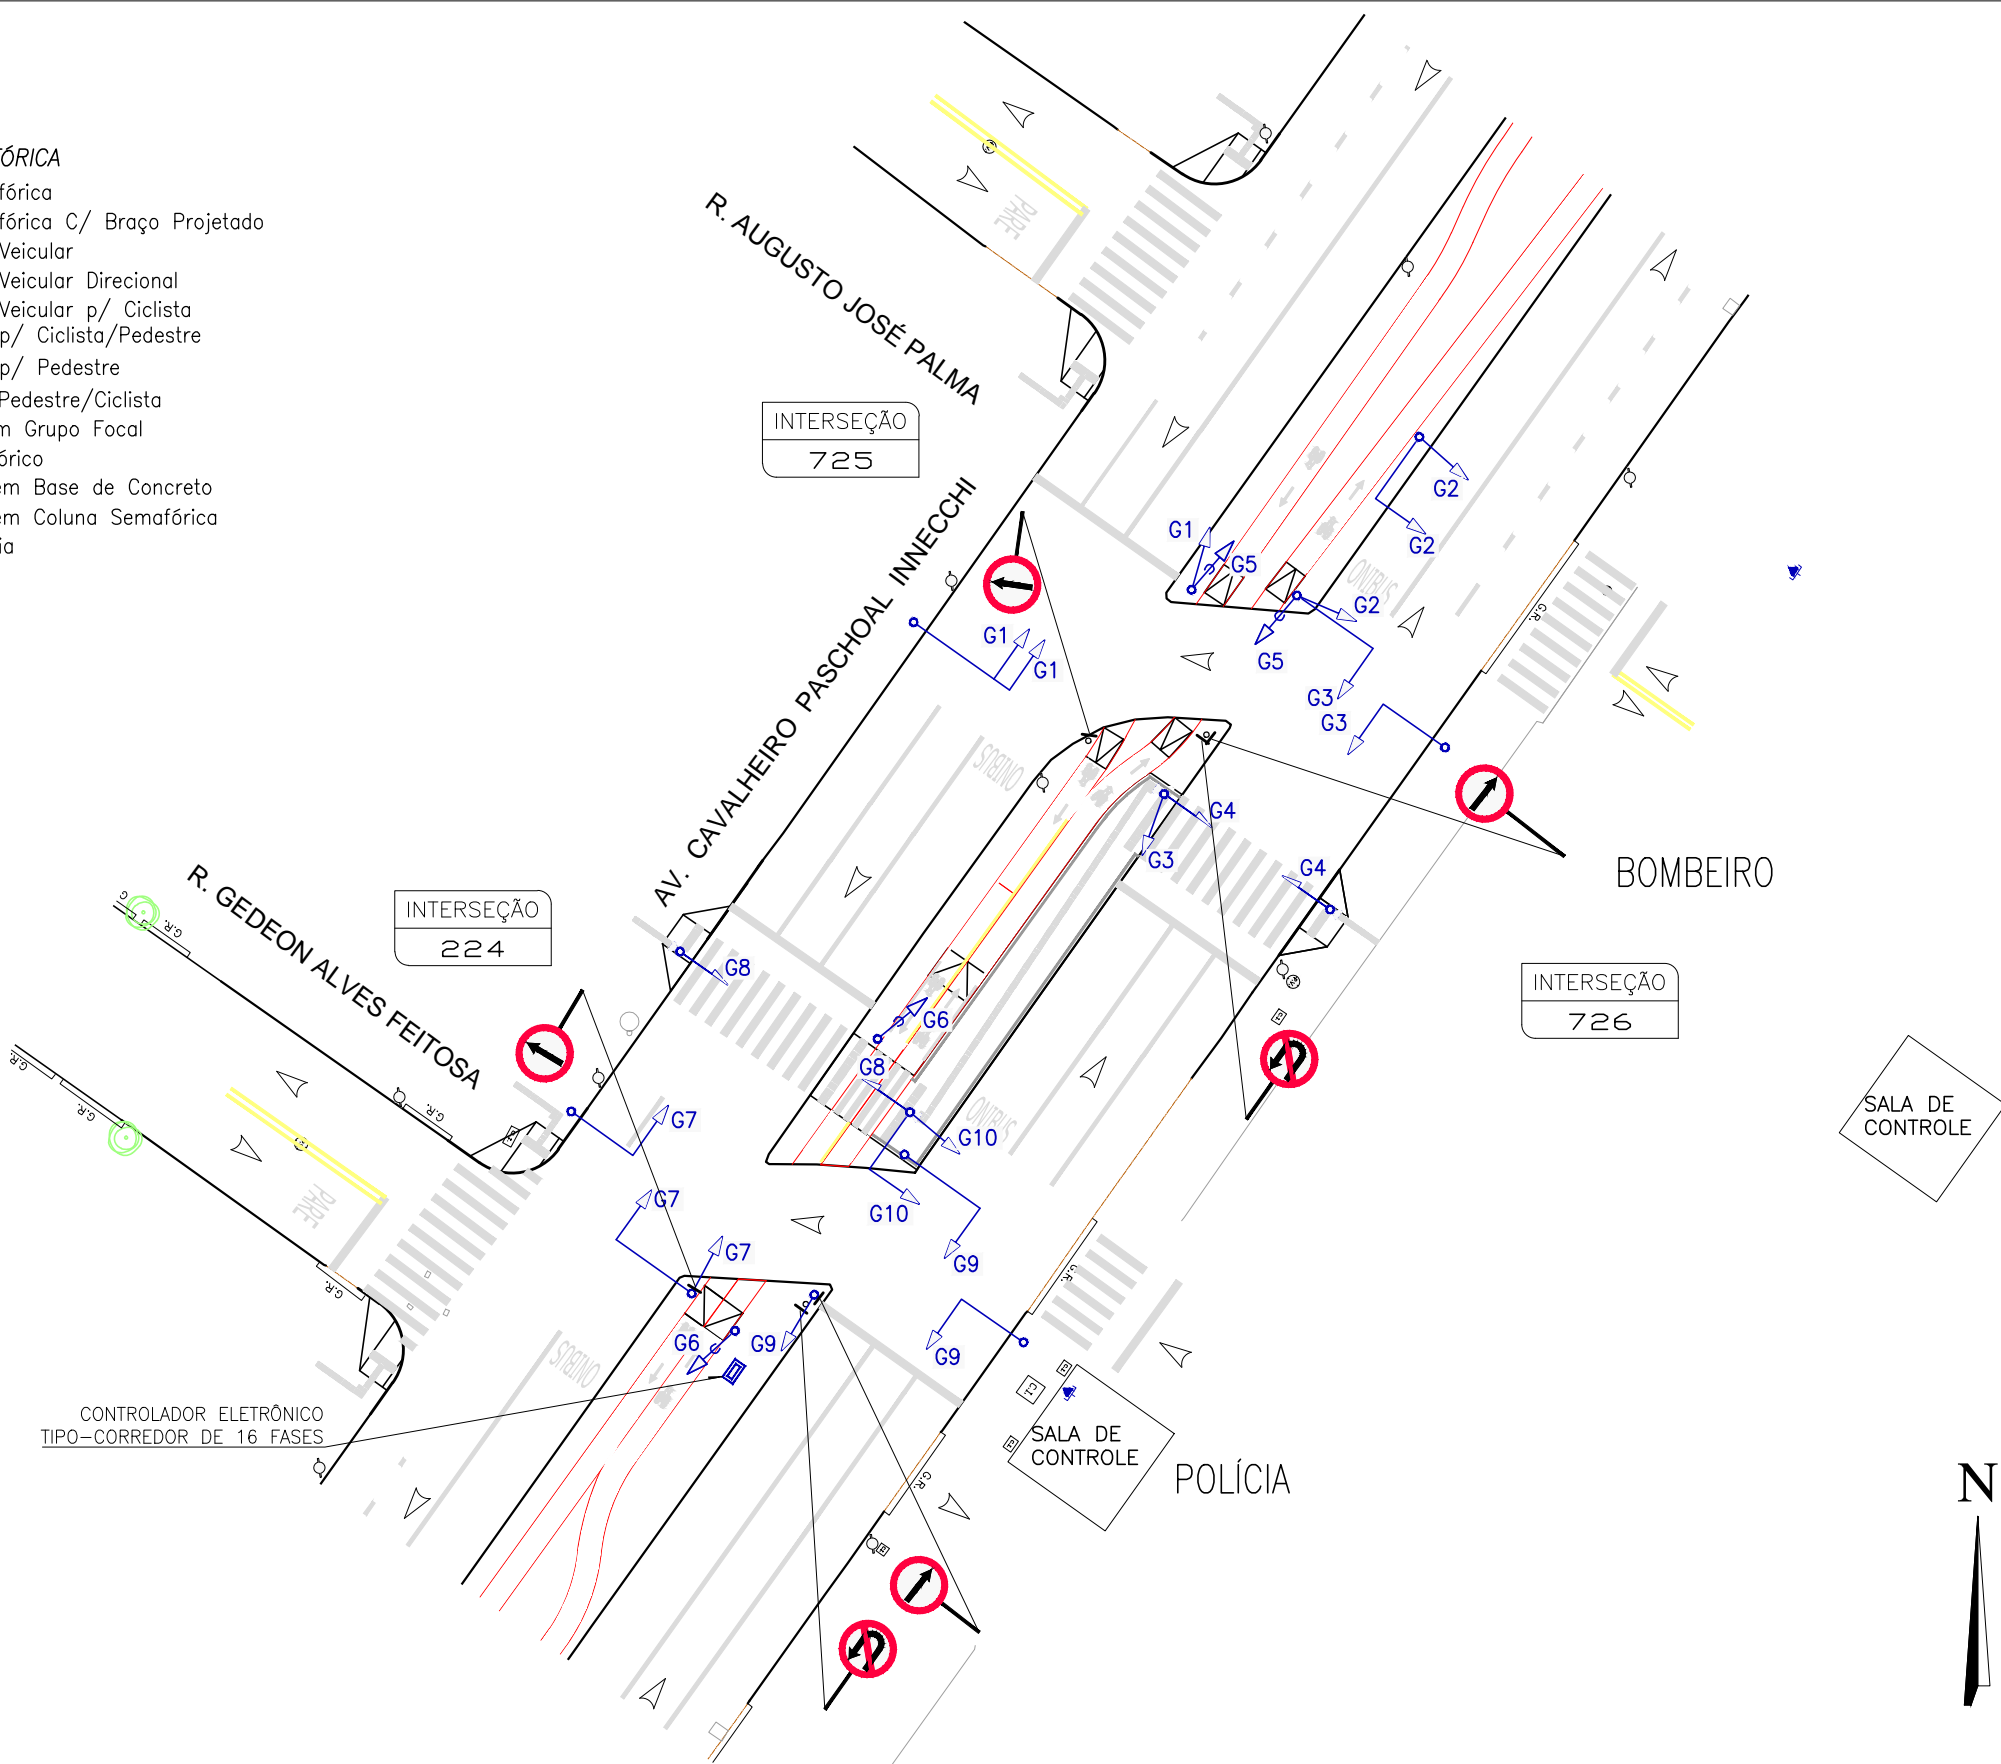 ÓRICA
fórica
fórica C/ Braço Projetado
Veicular
Veicular Direcional
Veicular p/ Ciclista
p/ Ciclista/Pedestre
p/ Pedestre
Pedestre/Ciclista
m Grupo Focal
órico
em Base de Concreto
em Coluna Semafórica
ia
R. AUGUSTO JOSÉ PALMA
PARE
INTERSEÇÃO
725
AV. CAVALHEIRO PASCHOAL INNECCHI
G1
G5
G2
G2
ONIBUS
G2
G5
G3
G3
G1
G1
G.R.
ONIBUS
G4
G3
G4
BOMBEIRO
INTERSEÇÃO
726
R. GEDEON ALVES FEITOSA
INTERSEÇÃO
224
G
G.R.
G.R.
G.R.
G.R.
G.R.
PARE
G8
G6
G8
G10
G10
ONIBUS
G7
G7
G7
G9
G9
G9
G6
G.R.
G.R.
ONIBUS
SALA DE
CONTROLE
CONTROLADOR ELETRÔNICO
TIPO-CORREDOR DE 16 FASES
SALA DE
CONTROLE
POLÍCIA
N